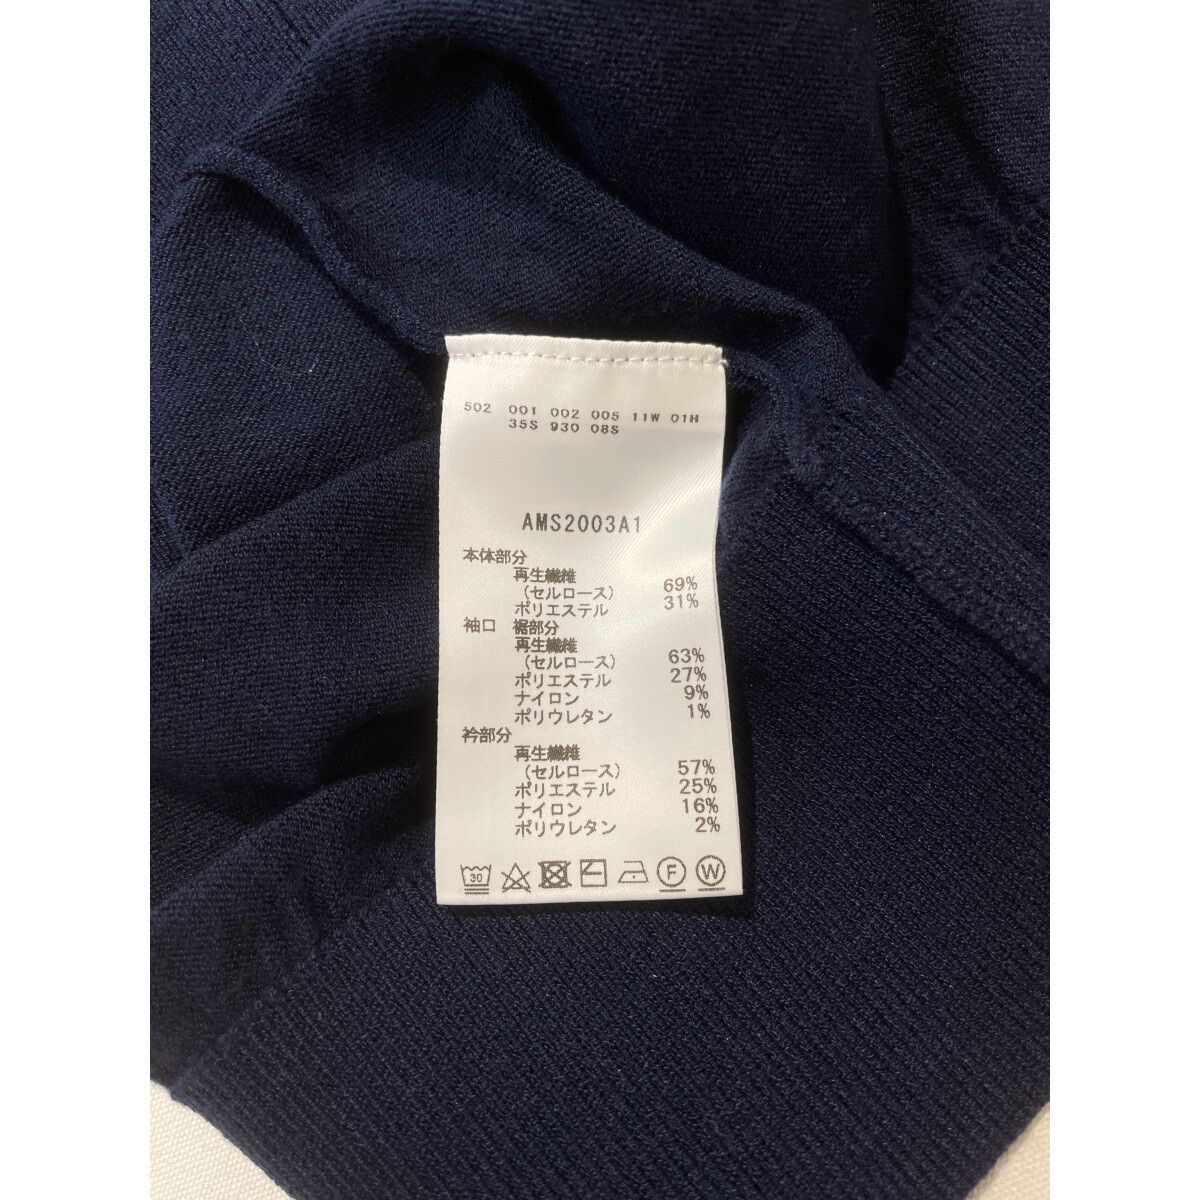 502 001 002 005 11W 01H
35S 930 08S
AMS2003A1
本体部分
再生繊維
(セルロース) 69%
ポリエステル 31%
袖口 裾部分
再生繊維
(セルロース) 63%
ポリエステル 27%
ナイロン 9%
ポリウレタン 1%
衿部分
再生繊維
(セルロース) 57%
ポリエステル 25%
ナイロン 16%
ポリウレタン 2%
30 F W